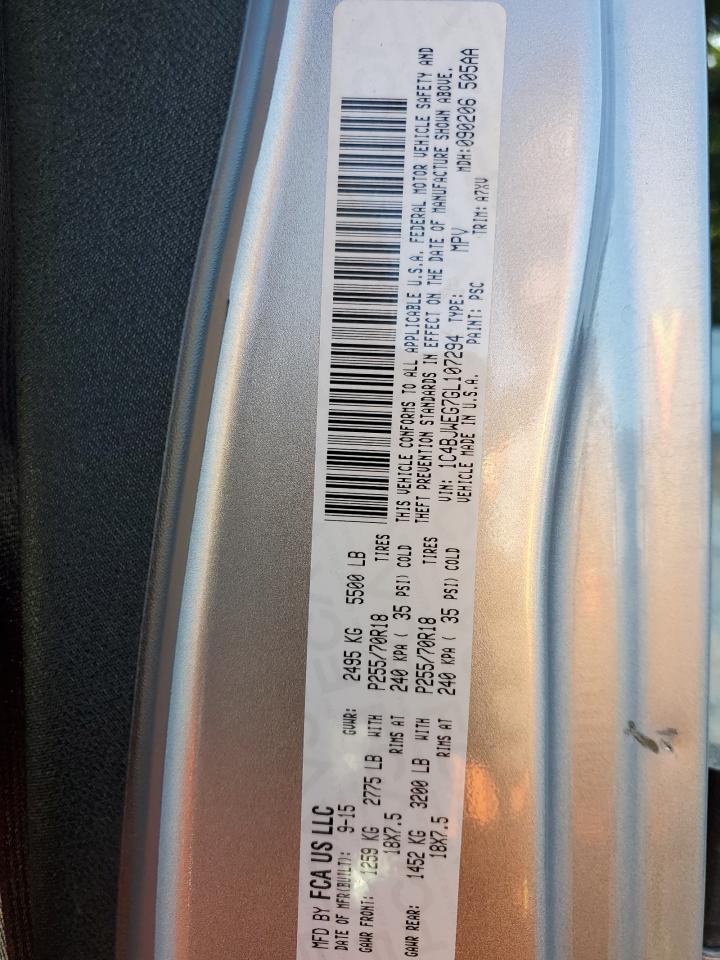 MFD BY FCA US LLC
DATE OF MFR(BUILT): 9-15 GVWR: 2495 KG 5500 LB
GAWR FRONT: 1259 KG 2775 LB WITH P255/70R18 TIRES
18X7.5 RIMS AT 240 KPA ( 35 PSI) COLD
GAWR REAR: 1452 KG 3200 LB WITH P255/70R18 TIRES
18X7.5 RIMS AT 240 KPA ( 35 PSI) COLD
THIS VEHICLE CONFORMS TO ALL APPLICABLE U.S.A. FEDERAL MOTOR VEHICLE SAFETY AND
THEFT PREVENTION STANDARDS IN EFFECT ON THE DATE OF MANUFACTURE SHOWN ABOVE.
VIN: 1C4BJWEG7GL107294 TYPE: MPV MDH:090206 505AA
VEHICLE MADE IN U.S.A. PAINT: PSC TRIM: A7XV